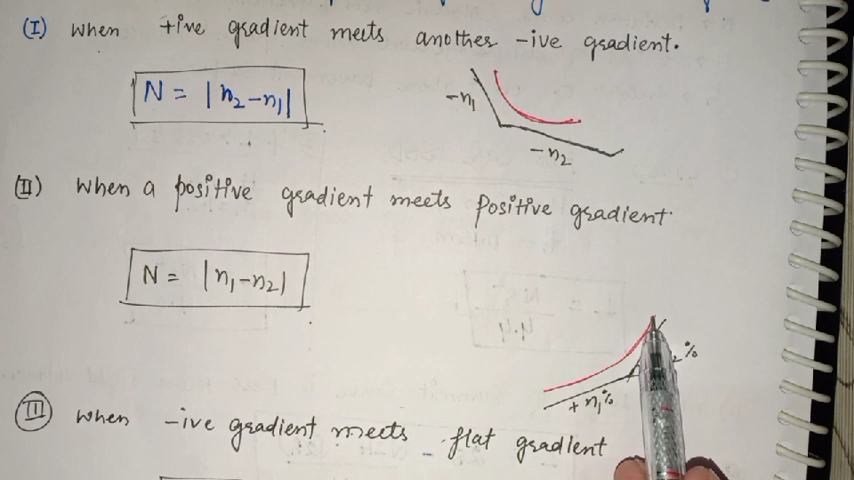 (I) when +ive gradient meets another -ive gradient.
N = |n2-n1|
-n1
-n2
(II) when a positive gradient meets Positive gradient
N = |n1-n2|
2%
+n1%
(III) when -ive gradient meets flat gradient